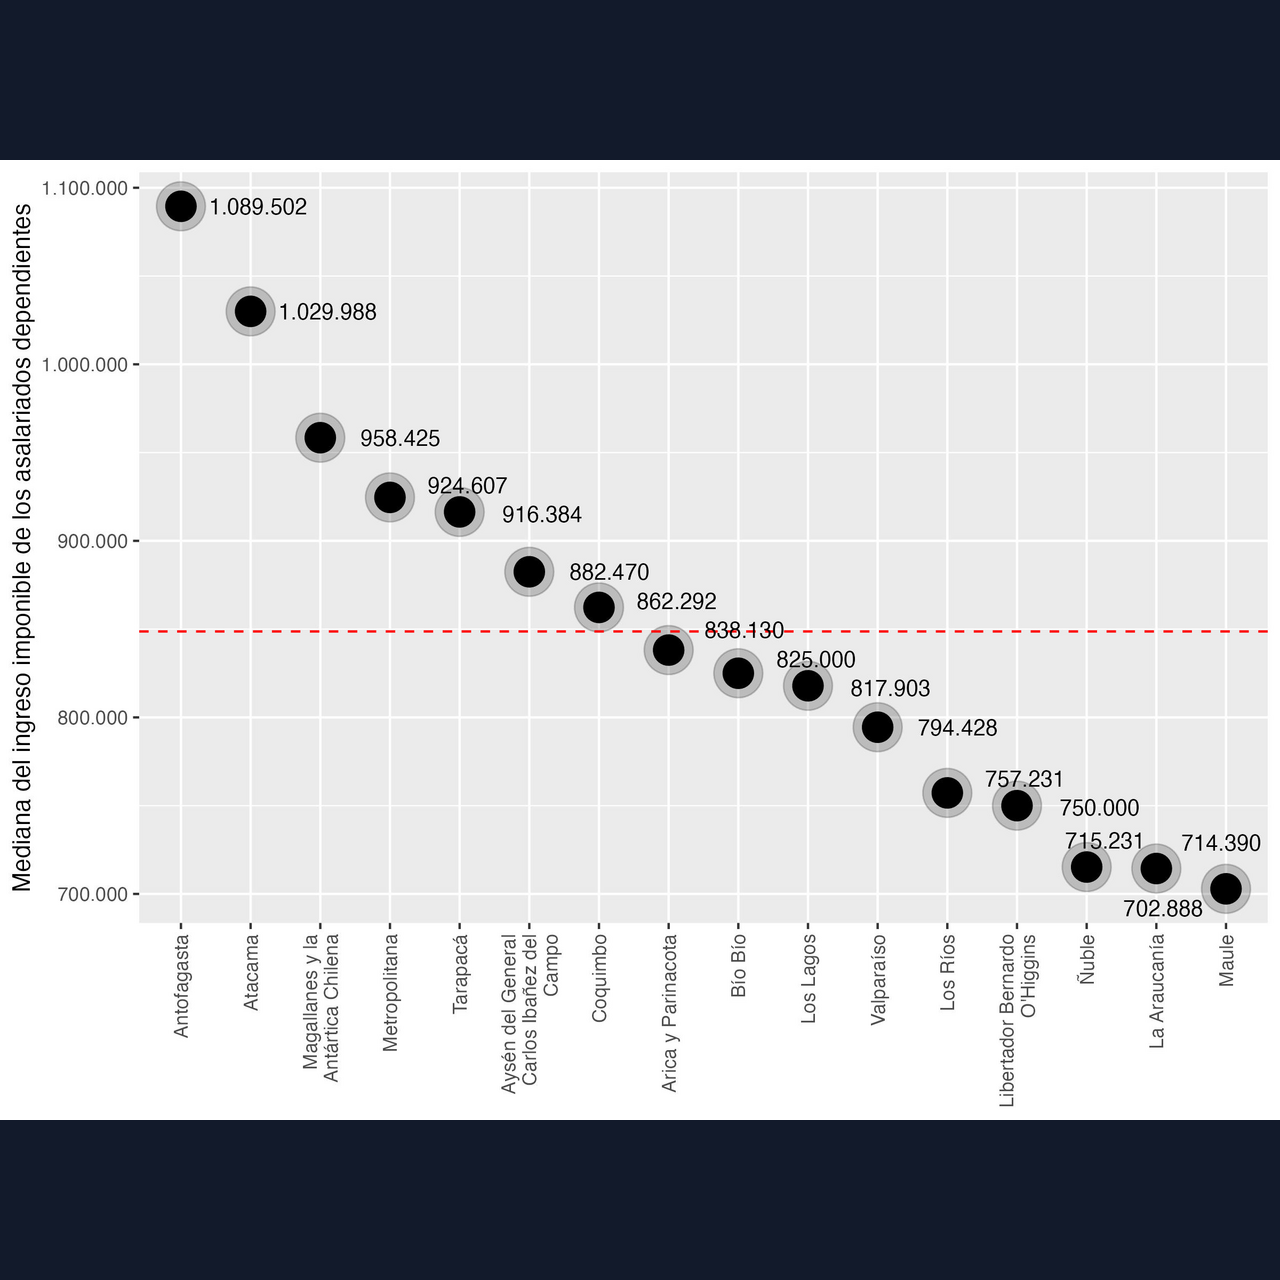 Mediana del ingreso imponible de los asalariados dependientes
1.100.000
1.000.000
900.000
800.000
700.000
1.089.502
1.029.988
958.425
924.607
916.384
882.470
862.292
838.130
825.000
817.903
794.428
757.231
750.000
715.231
714.390
702.888
Antofagasta
Atacama
Magallanes y la
Antártica Chilena
Metropolitana
Tarapacá
Aysén del General
Carlos Ibañez del
Campo
Coquimbo
Arica y Parinacota
Bío Bío
Los Lagos
Valparaíso
Los Ríos
Libertador Bernardo
O'Higgins
Ñuble
La Araucanía
Maule